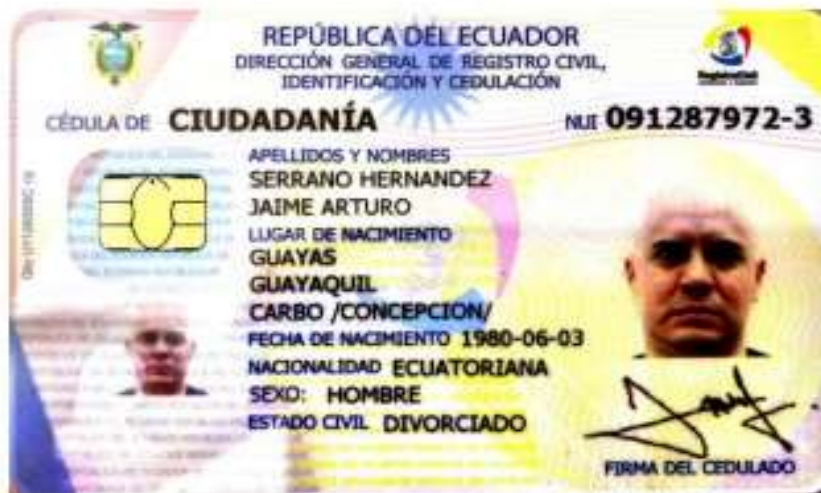 REPÚBLICA DEL ECUADOR
DIRECCIÓN GENERAL DE REGISTRO CIVIL,
IDENTIFICACIÓN Y CEDULACIÓN
CÉDULA DE CIUDADANÍA
NUI 091287972-3
APELLIDOS Y NOMBRES
SERRANO HERNANDEZ
JAIME ARTURO
LUGAR DE NACIMIENTO
GUAYAS
GUAYAQUIL
CARBO /CONCEPCION/
FECHA DE NACIMIENTO 1980-06-03
NACIONALIDAD ECUATORIANA
SEXO: HOMBRE
ESTADO CIVIL DIVORCIADO
FIRMA DEL CEDULADO